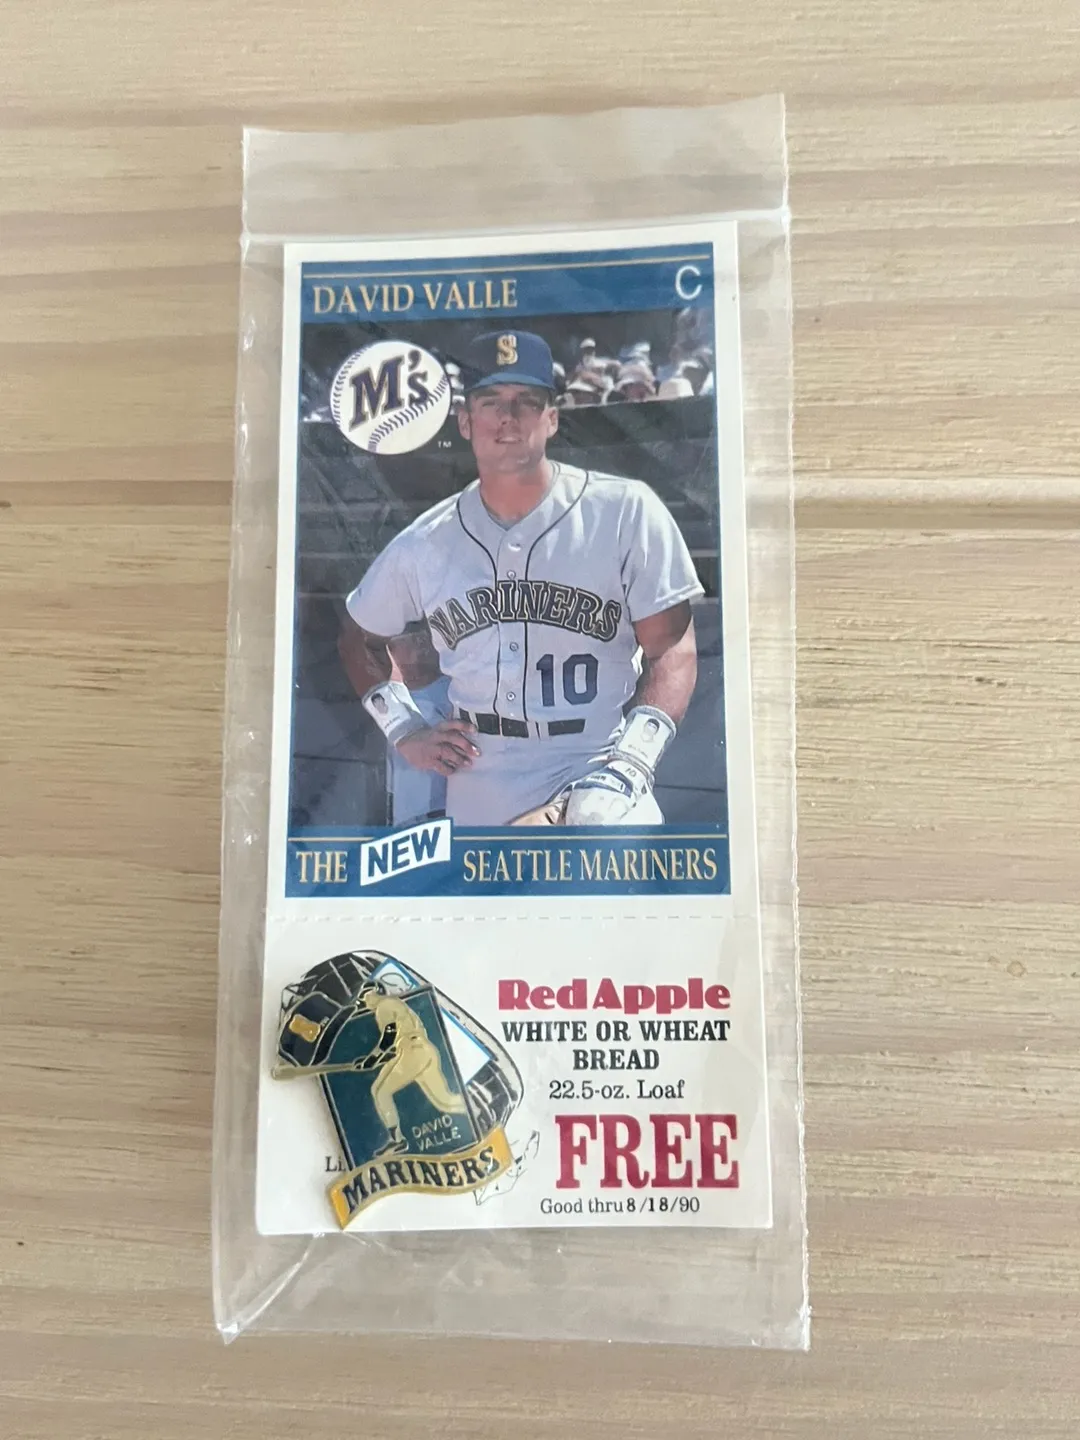 DAVID VALLE
C
S
M's
TM
MARINERS
10
THE NEW SEATTLE MARINERS
Red Apple
WHITE OR WHEAT
BREAD
22.5-oz. Loaf
FREE
Good thru 8/18/90
S
DAVID
VALLE
MARINERS